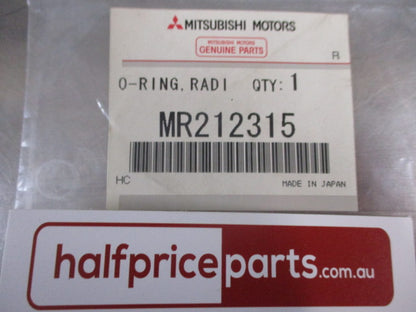 MITSUBISHI MOTORS
MITSUBISHI MOTORS
GENUINE PARTS
R
O-RING,RADI QTY:1
MR212315
HC MADE IN JAPAN
halfpriceparts.com.au